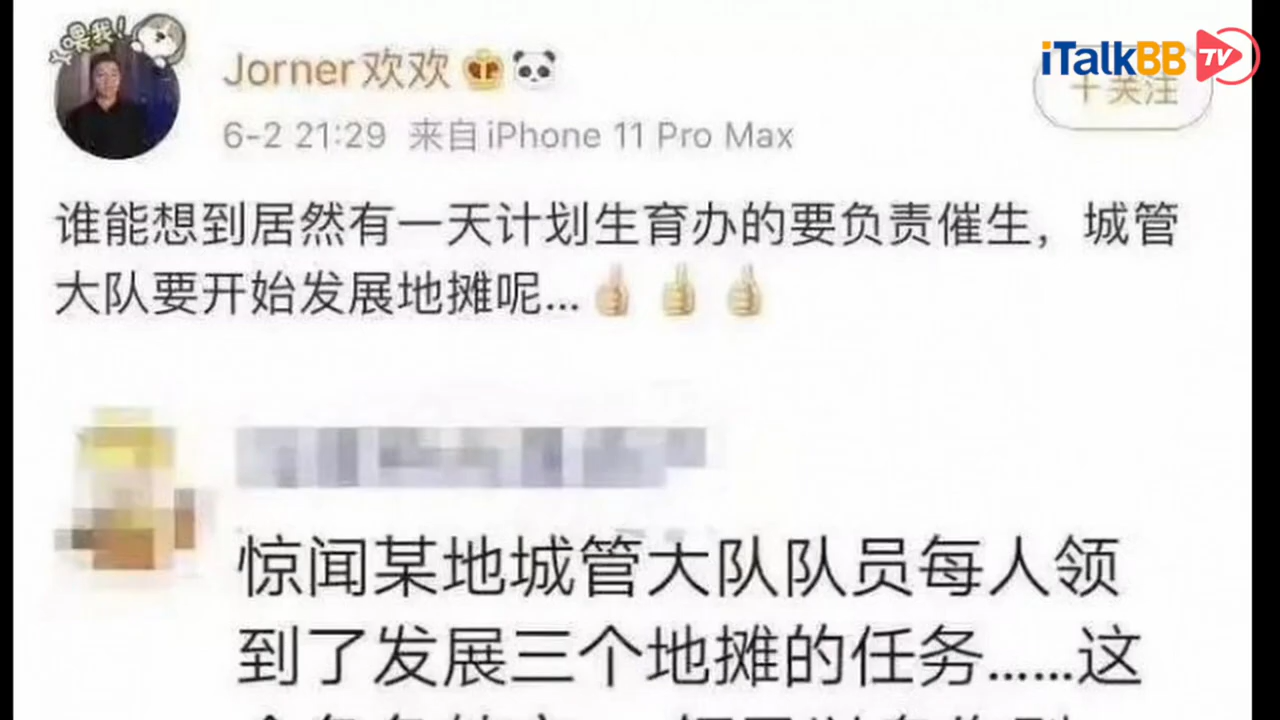 喂我!
Jorner欢欢
iTalkBB TV
十关注
6-2 21:29 来自iPhone 11 Pro Max
谁能想到居然有一天计划生育办的要负责催生，城管
大队要开始发展地摊呢...
惊闻某地城管大队队员每人领
到了发展三个地摊的任务......这